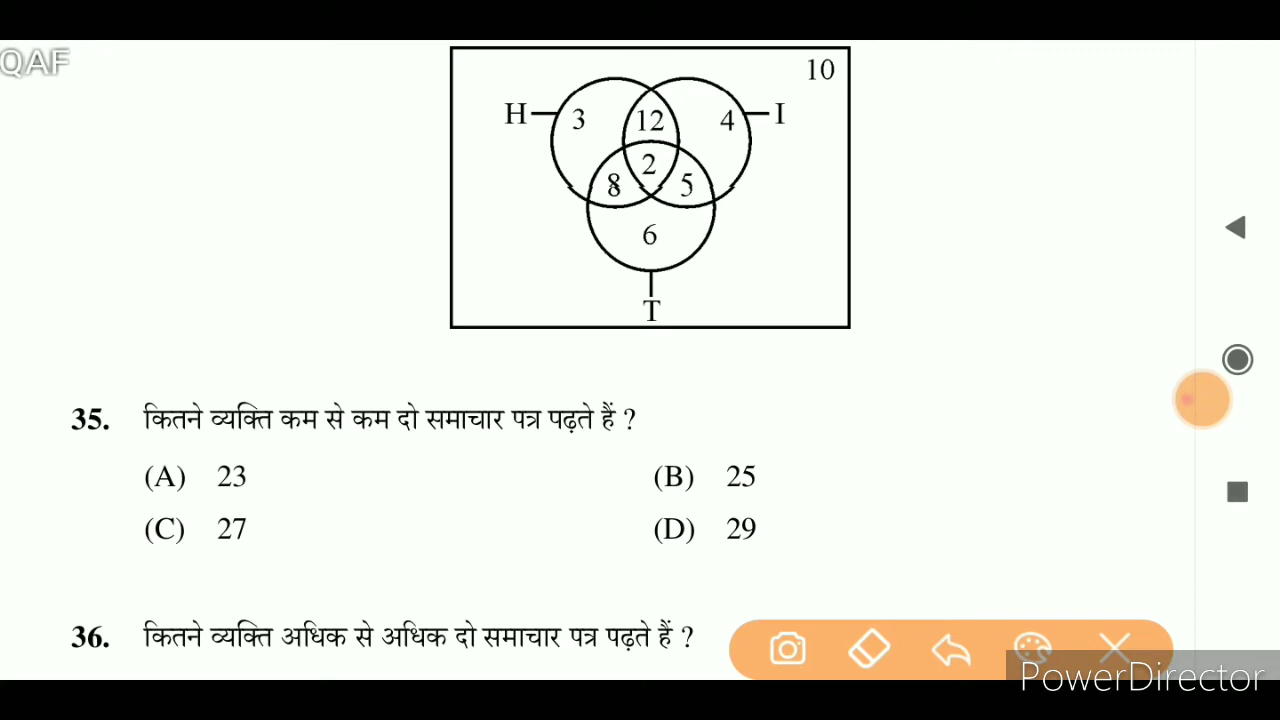 QAF
10
H 3 12 4 I
2
8 5
6
T
35. कितने व्यक्ति कम से कम दो समाचार पत्र पढ़ते हैं ?
(A) 23 (B) 25
(C) 27 (D) 29
36. कितने व्यक्ति अधिक से अधिक दो समाचार पत्र पढ़ते हैं ?
PowerDirector